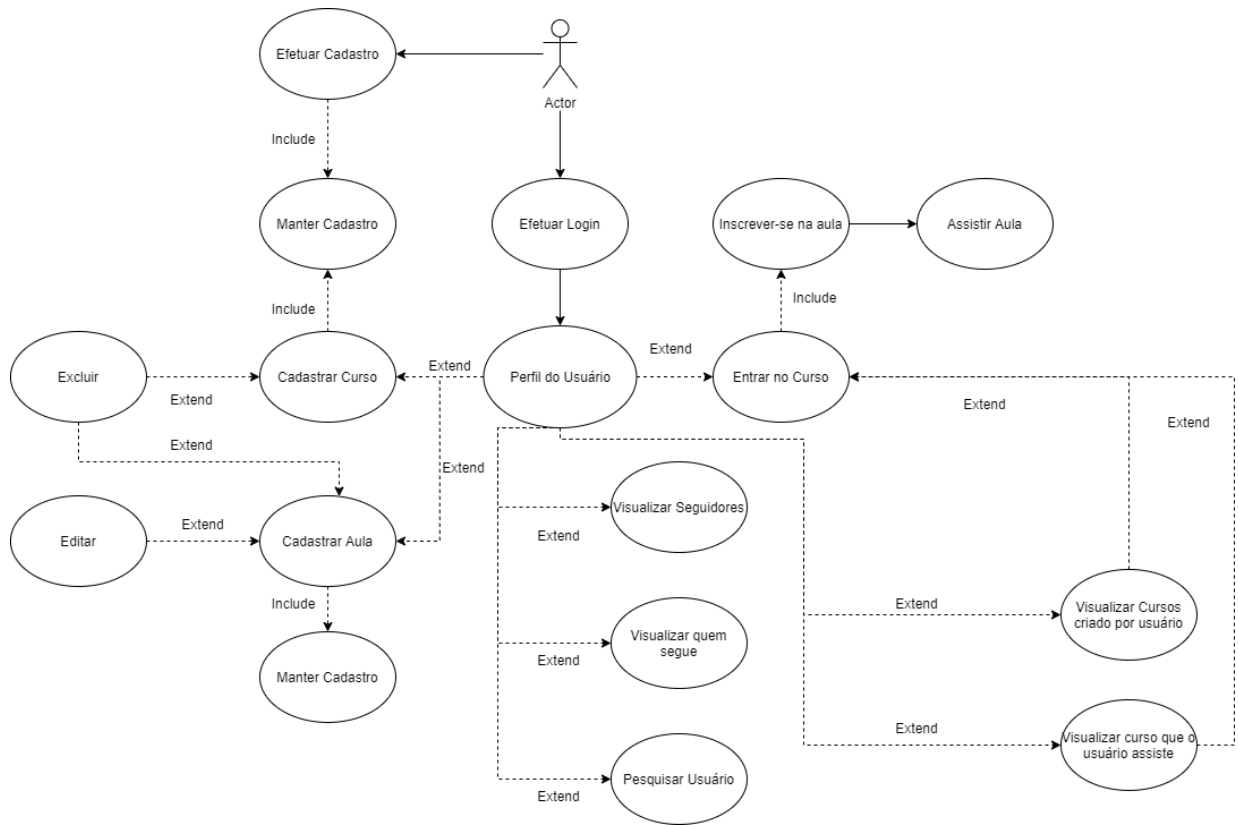 Efetuar Cadastro
Actor
Include
Manter Cadastro
Efetuar Login
Inscrever-se na aula
Assistir Aula
Include
Include
Excluir
Extend
Cadastrar Curso
Extend
Perfil do Usuário
Extend
Entrar no Curso
Extend
Extend
Extend
Extend
Visualizar Seguidores
Extend
Editar
Extend
Cadastrar Aula
Include
Extend
Visualizar Cursos
criado por usuário
Visualizar quem
segue
Extend
Manter Cadastro
Extend
Visualizar curso que o
usuário assiste
Pesquisar Usuário
Extend